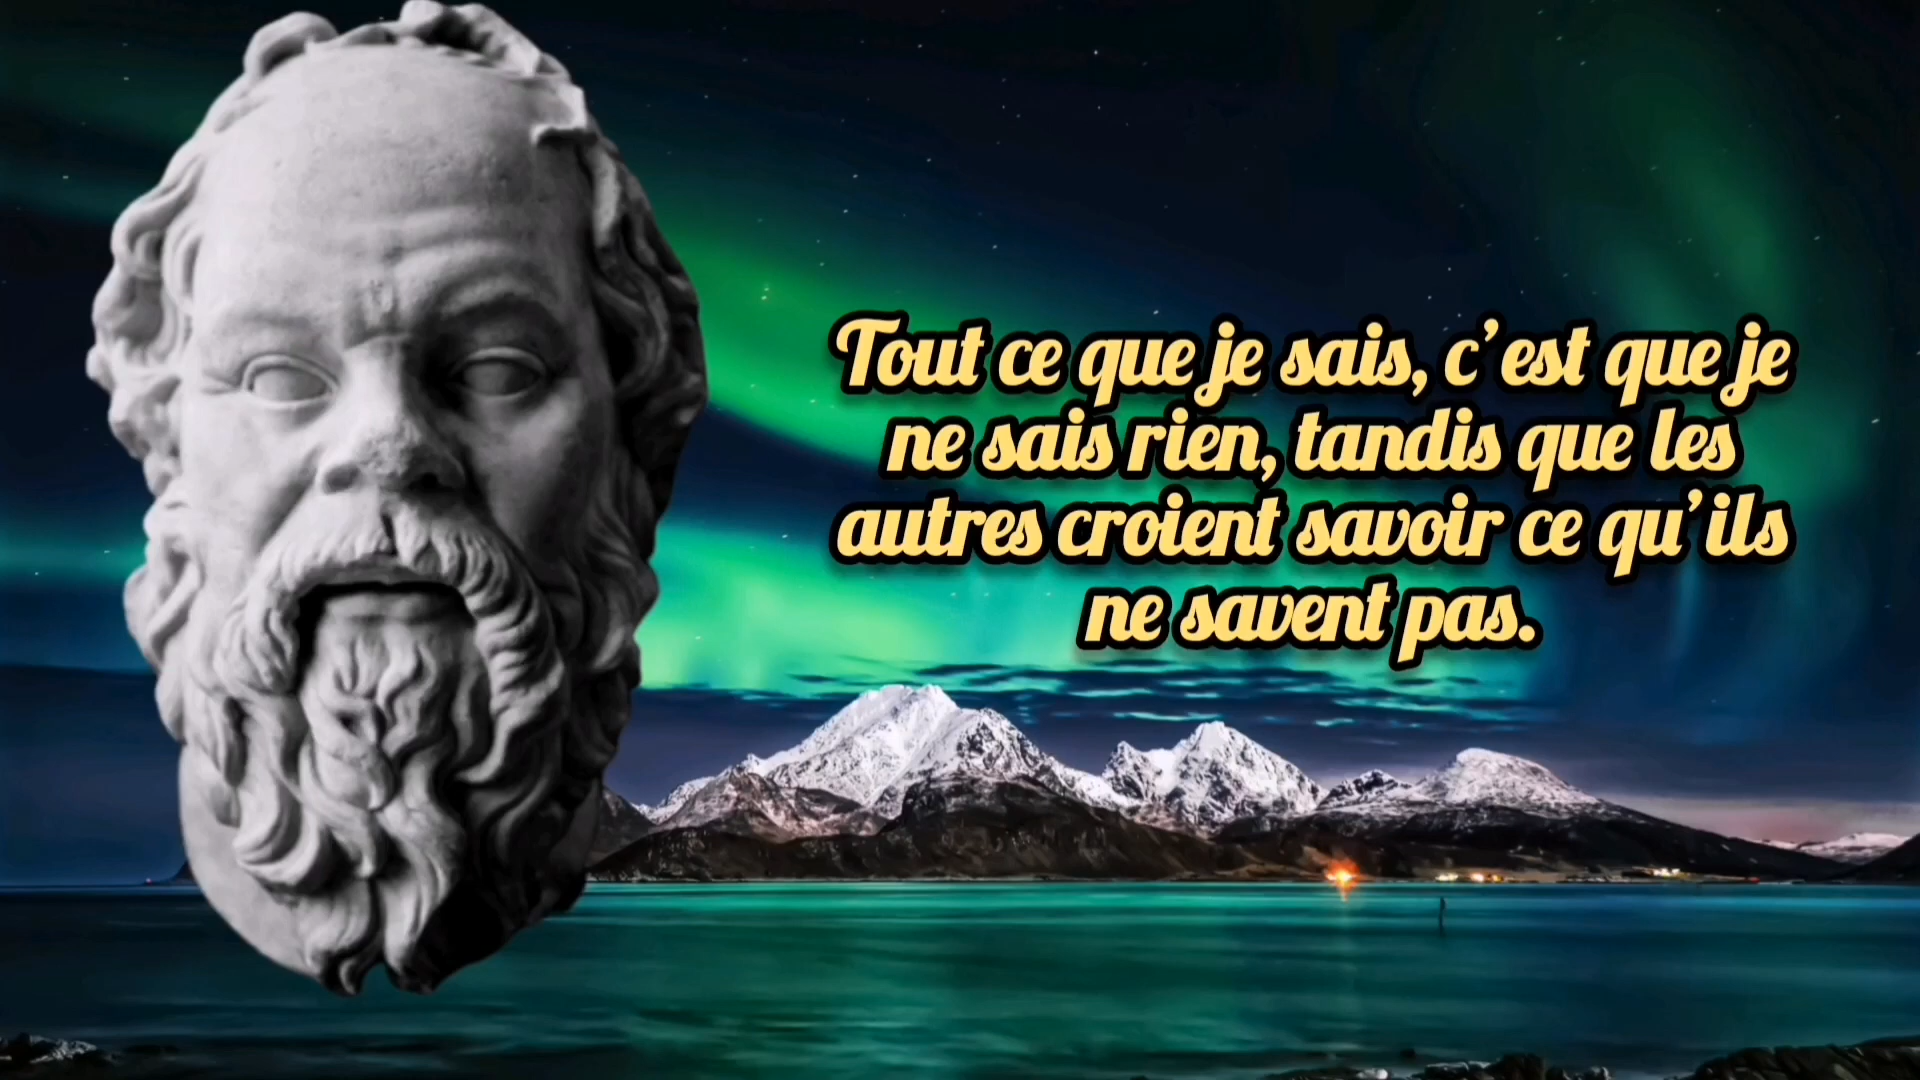 Tout ce que je sais, c’est que je
ne sais rien, tandis que les
autres croient savoir ce qu’ils
ne savent pas.